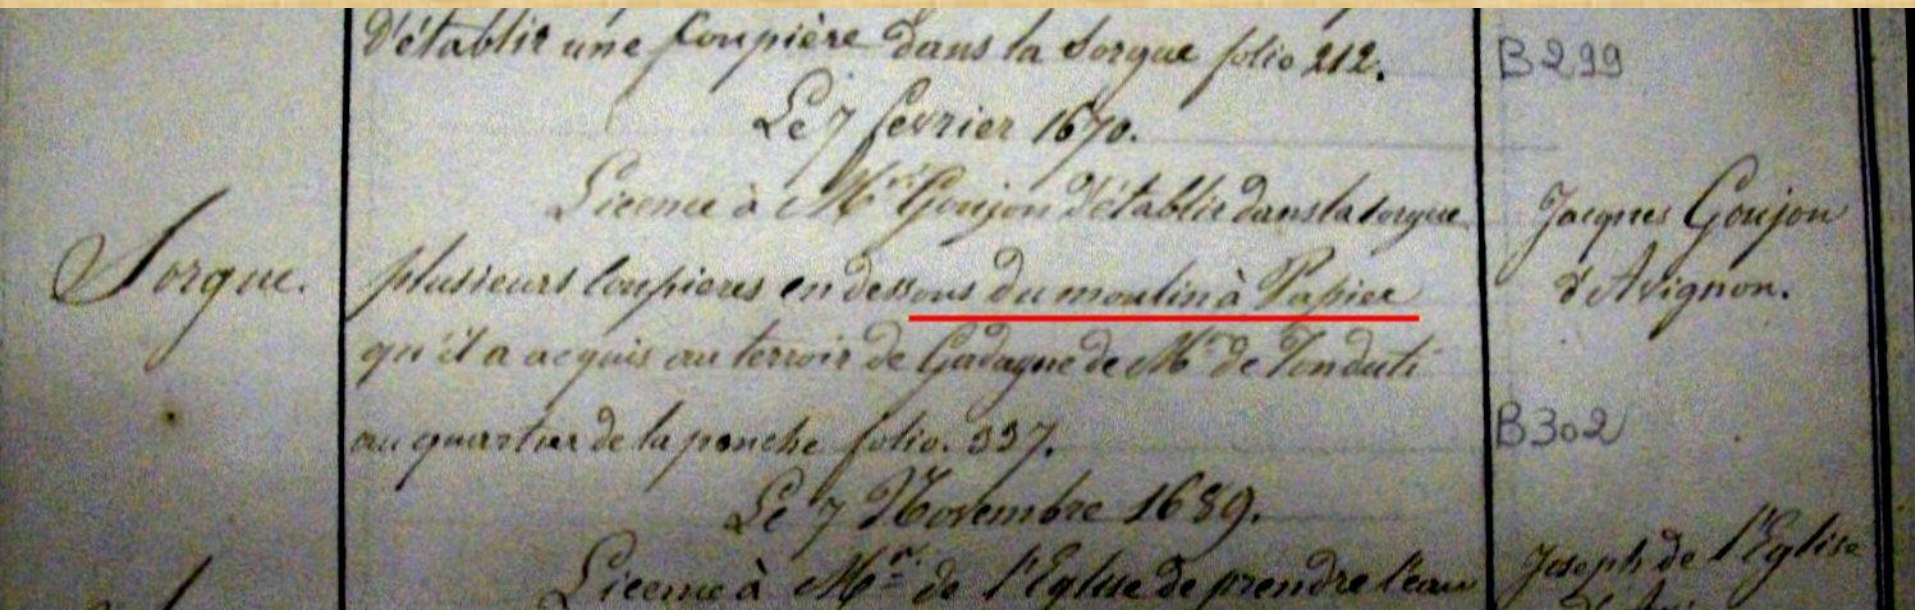 d'établir une Coupière dans la Sorgue folio 212.
B299
Le 7 fevrier 1670.
Licence à Mr. Goujon d'établir dans la sorgue
Jacques Goujon
Sorgue.
plusieurs Coupieres en dessous du moulin à Papier
d'Avignon.
qu'il a acquis au terroir de Gadagne de Mr. de Tonduti
au quartier de la ponche folio. 337.
B302
Le 7 Novembre 1689.
Licence à Mr. de l'Eglise de prendre l'eau
Joseph de l'Eglise